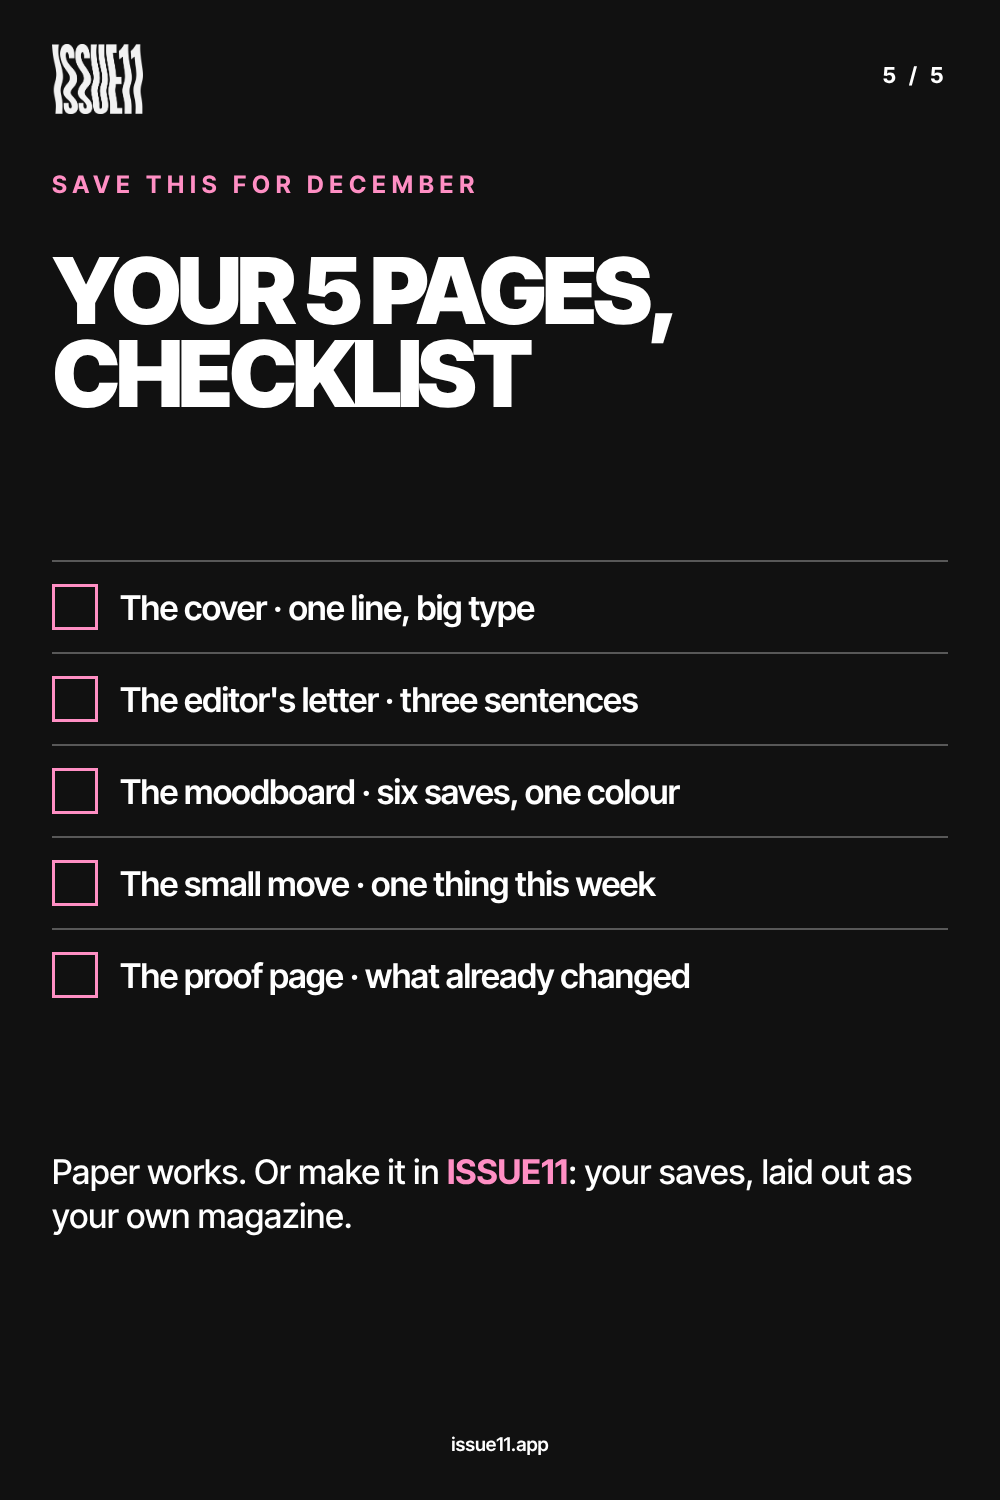 ISSUE11
5 / 5
SAVE THIS FOR DECEMBER
YOUR 5 PAGES,
CHECKLIST
The cover · one line, big type
The editor's letter · three sentences
The moodboard · six saves, one colour
The small move · one thing this week
The proof page · what already changed
Paper works. Or make it in ISSUE11: your saves, laid out as
your own magazine.
issue11.app